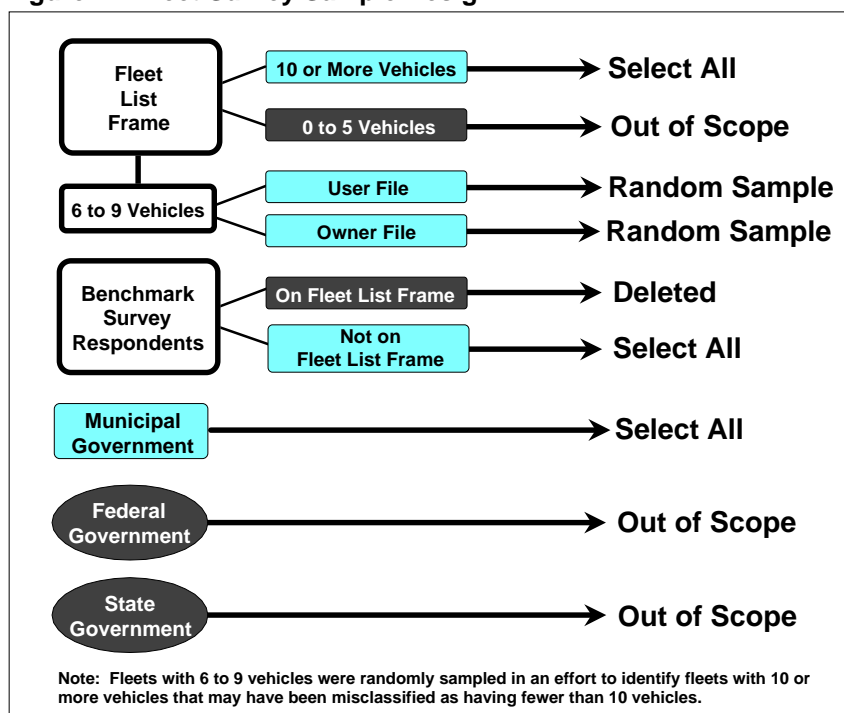 Fleet
List
Frame
10 or More Vehicles
Select All
0 to 5 Vehicles
Out of Scope
6 to 9 Vehicles
User File
Random Sample
Owner File
Random Sample
Benchmark
Survey
Respondents
On Fleet List Frame
Deleted
Not on
Fleet List Frame
Select All
Municipal
Government
Select All
Federal
Government
Out of Scope
State
Government
Out of Scope
Note: Fleets with 6 to 9 vehicles were randomly sampled in an effort to identify fleets with 10 or
more vehicles that may have been misclassified as having fewer than 10 vehicles.